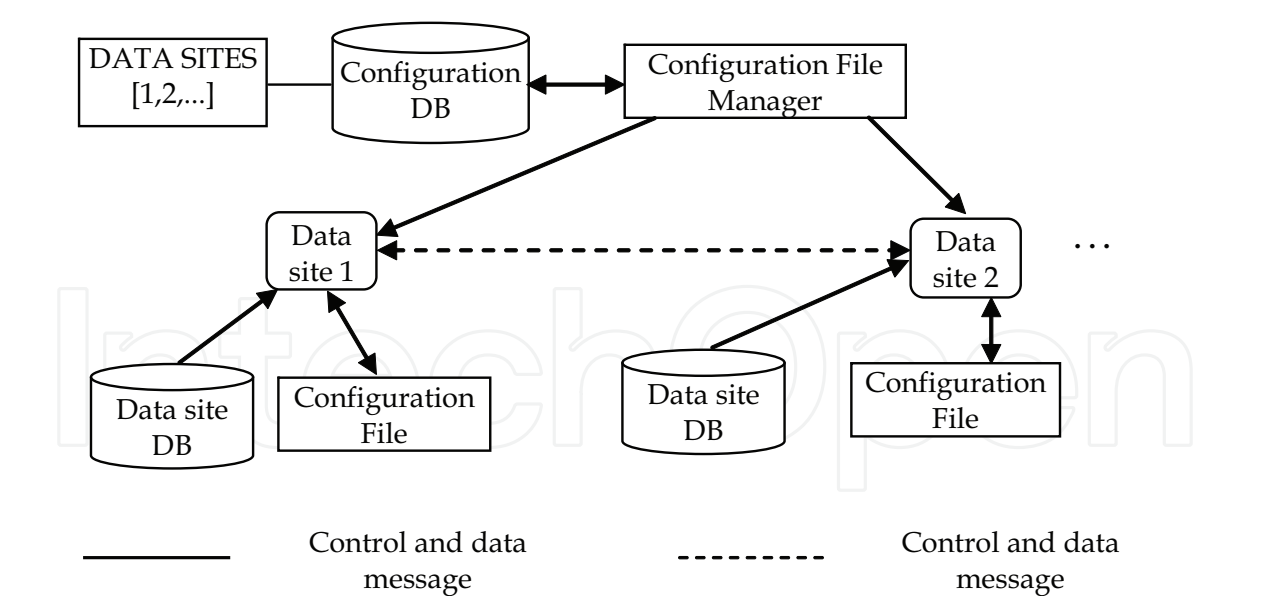 DATA SITES
[1,2,...]
Configuration
DB
Configuration File
Manager
Data
site 1
Data
site 2
...
Data site
DB
Configuration
File
Data site
DB
Configuration
File
IntechOpen
Control and data
message
Control and data
message